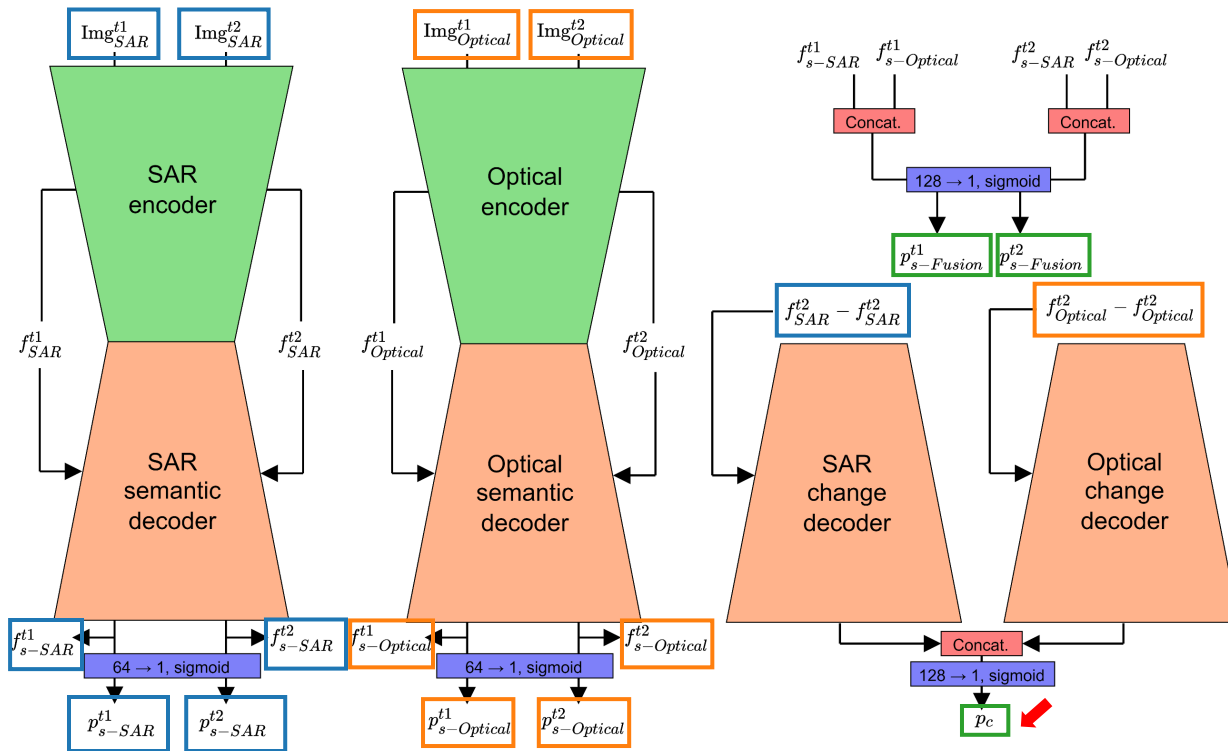 Img^{t1}_{SAR} Img^{t2}_{SAR}
SAR
encoder
f^{t1}_{SAR} f^{t2}_{SAR}
SAR
semantic
decoder
f^{t1}_{s-SAR} f^{t2}_{s-SAR}
64 → 1, sigmoid
p^{t1}_{s-SAR} p^{t2}_{s-SAR}
Img^{t1}_{Optical} Img^{t2}_{Optical}
Optical
encoder
f^{t1}_{Optical} f^{t2}_{Optical}
Optical
semantic
decoder
f^{t1}_{s-Optical} f^{t2}_{s-Optical}
64 → 1, sigmoid
p^{t1}_{s-Optical} p^{t2}_{s-Optical}
f^{t1}_{s-SAR} f^{t1}_{s-Optical} f^{t2}_{s-SAR} f^{t2}_{s-Optical}
Concat. Concat.
128 → 1, sigmoid
p^{t1}_{s-Fusion} p^{t2}_{s-Fusion}
f^{t2}_{SAR} − f^{t2}_{SAR}
SAR
change
decoder
f^{t2}_{Optical} − f^{t2}_{Optical}
Optical
change
decoder
Concat.
128 → 1, sigmoid
p_c